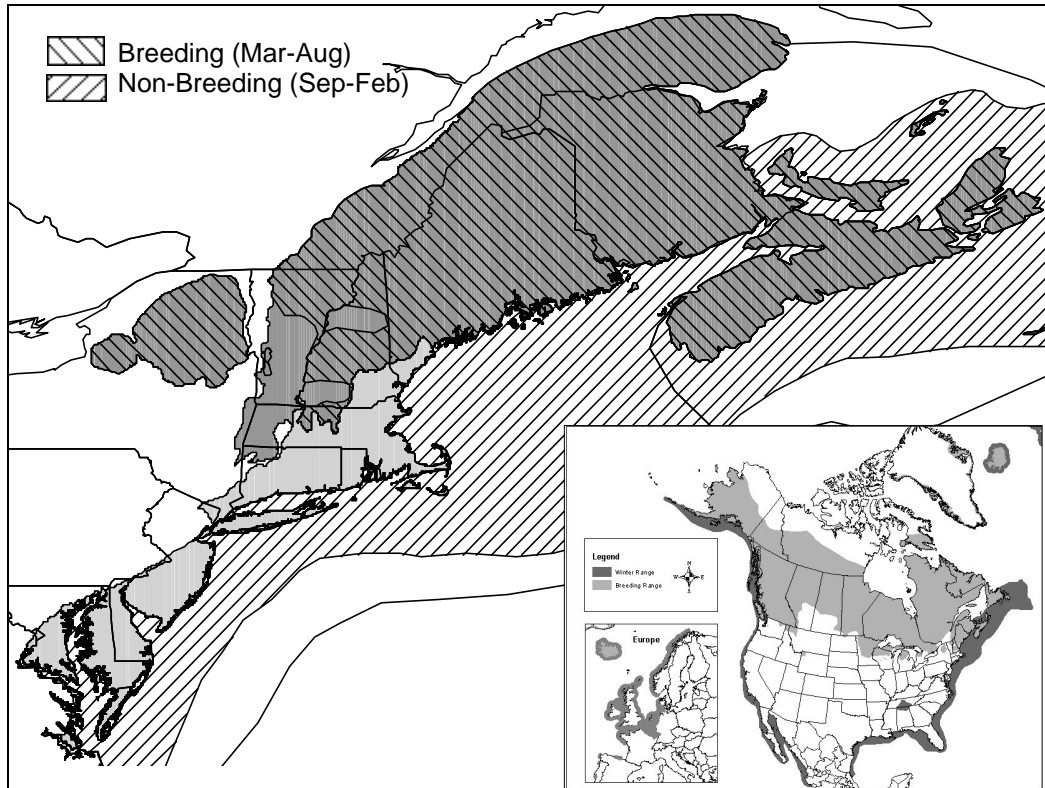 Breeding (Mar-Aug)
Non-Breeding (Sep-Feb)
Legend
Winter Range
Breeding Range
N
W
E
S
Europe